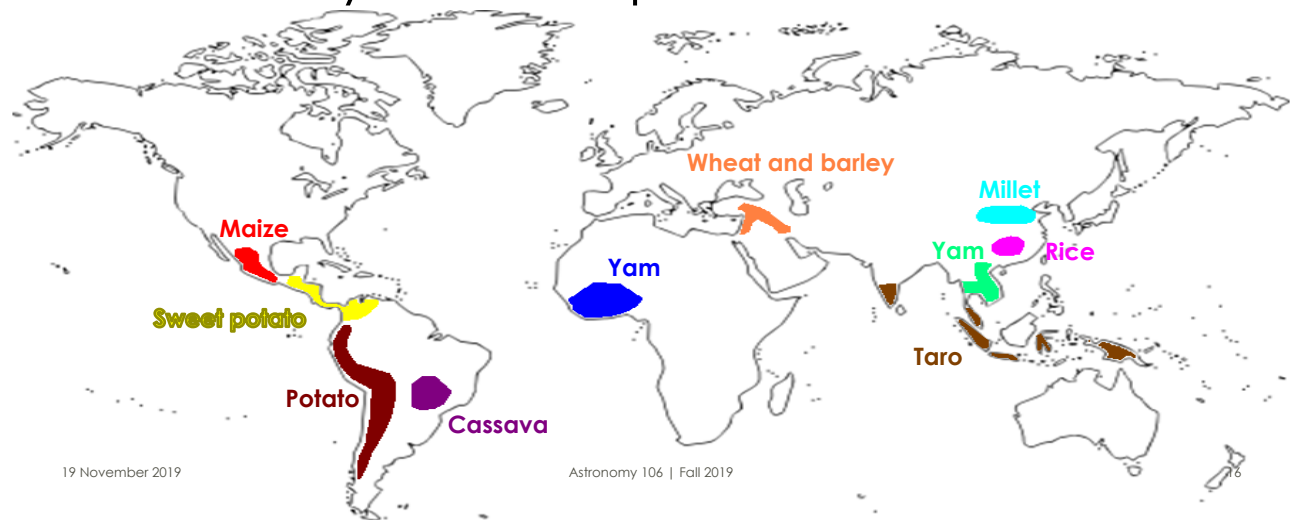 Wheat and barley
Millet
Maize
Yam
Rice
Yam
Sweet potato
Taro
Potato
Cassava
19 November 2019
Astronomy 106 | Fall 2019
16